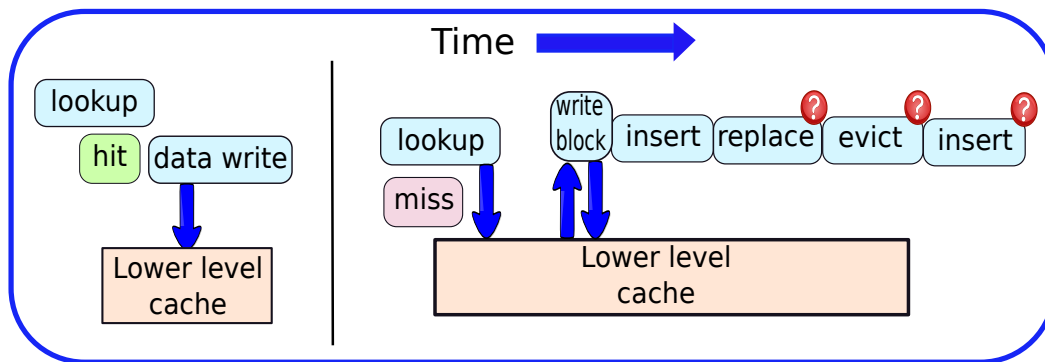 Time
lookup
hit
data write
Lower level
cache
lookup
miss
write
block
insert
replace
?
evict
?
insert
?
Lower level
cache